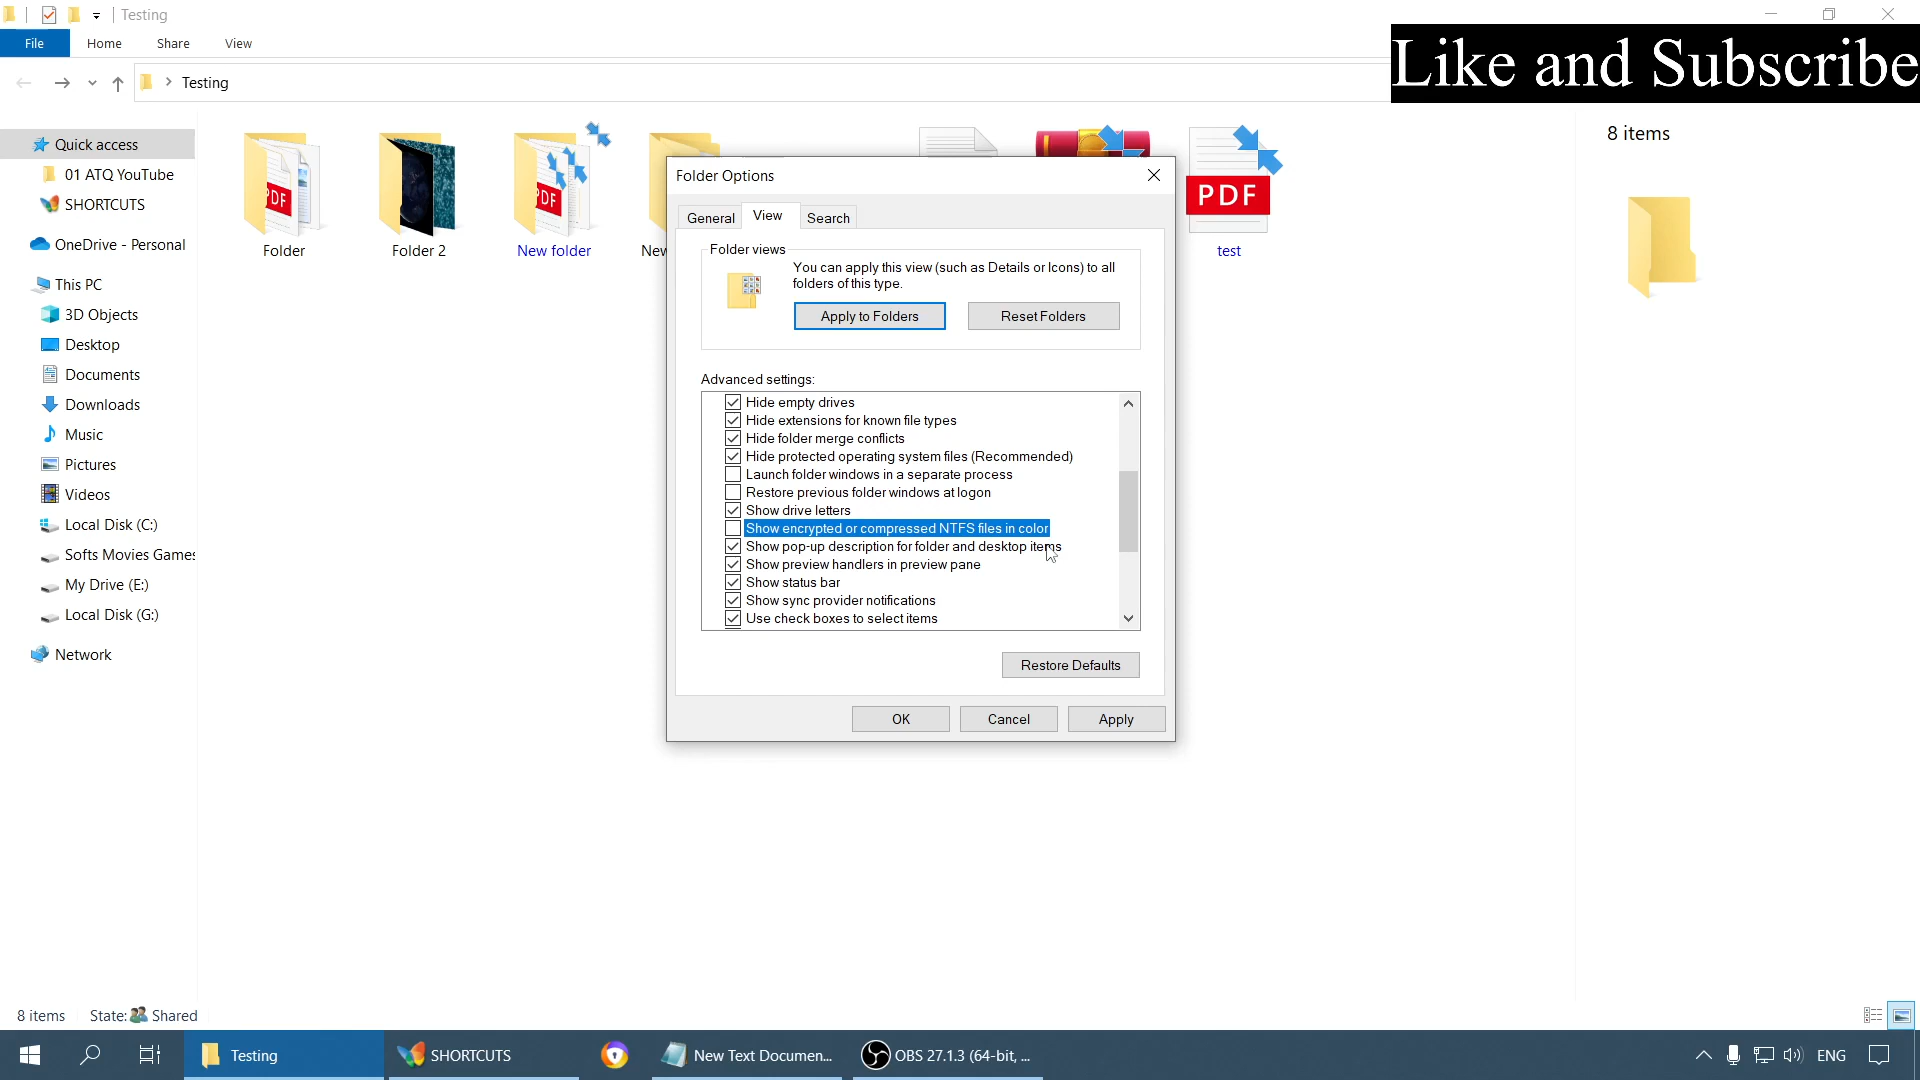 Testing
File
Home
Share
View
Like and Subscribe
Testing
8 items
Quick access
01 ATQ YouTube
SHORTCUTS
OneDrive - Personal
This PC
3D Objects
Desktop
Documents
Downloads
Music
Pictures
Videos
Local Disk (C:)
Softs Movies Games
My Drive (E:)
Local Disk (G:)
Network
PDF
Folder
Folder 2
PDF
New folder
New
PDF
test
Folder Options
General
View
Search
Folder views
You can apply this view (such as Details or Icons) to all
folders of this type.
Apply to Folders
Reset Folders
Advanced settings:
Hide empty drives
Hide extensions for known file types
Hide folder merge conflicts
Hide protected operating system files (Recommended)
Launch folder windows in a separate process
Restore previous folder windows at logon
Show drive letters
Show encrypted or compressed NTFS files in color
Show pop-up description for folder and desktop items
Show preview handlers in preview pane
Show status bar
Show sync provider notifications
Use check boxes to select items
Restore Defaults
OK
Cancel
Apply
8 items
State: Shared
Testing
SHORTCUTS
New Text Documen...
OBS 27.1.3 (64-bit, ...
ENG